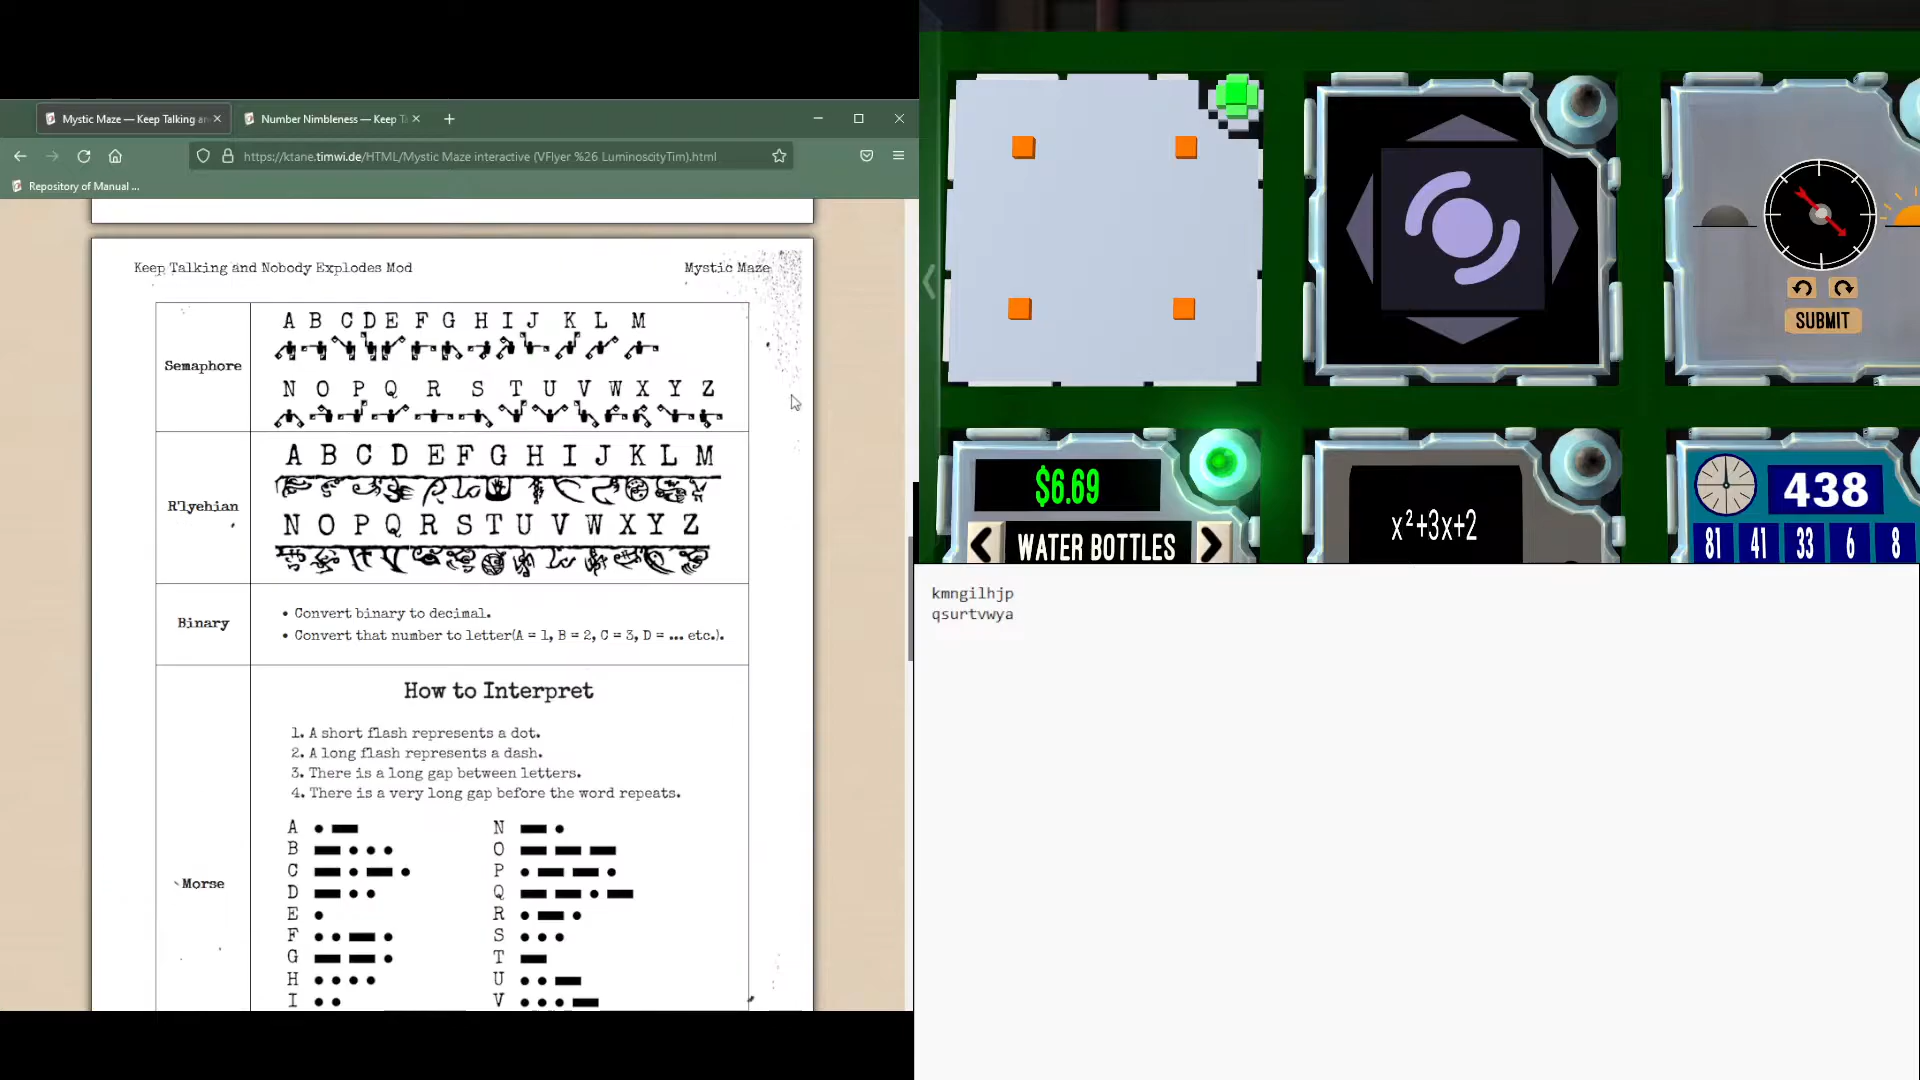 Mystic Maze — Keep Talking an
Number Nimbleness — Keep Ta
https://ktane.timwi.de/HTML/Mystic Maze interactive (VFlyer %26 LuminoscityTim).html
Repository of Manual ...
Keep Talking and Nobody Explodes Mod
Mystic Maze
Semaphore
A B C D E F G H I J K L M
N O P Q R S T U V W X Y Z
R'lyehian
A B C D E F G H I J K L M
N O P Q R S T U V W X Y Z
Binary
• Convert binary to decimal.
• Convert that number to letter(A = 1, B = 2, C = 3, D = ... etc.).
Morse
How to Interpret
1. A short flash represents a dot.
2. A long flash represents a dash.
3. There is a long gap between letters.
4. There is a very long gap before the word repeats.
A N
B O
C P
D Q
E R
F S
G T
H U
I V
SUBMIT
$6.69
WATER BOTTLES
x²+3x+2
438
81 41 33 6 8
kmngilhjp
qsurtvwya